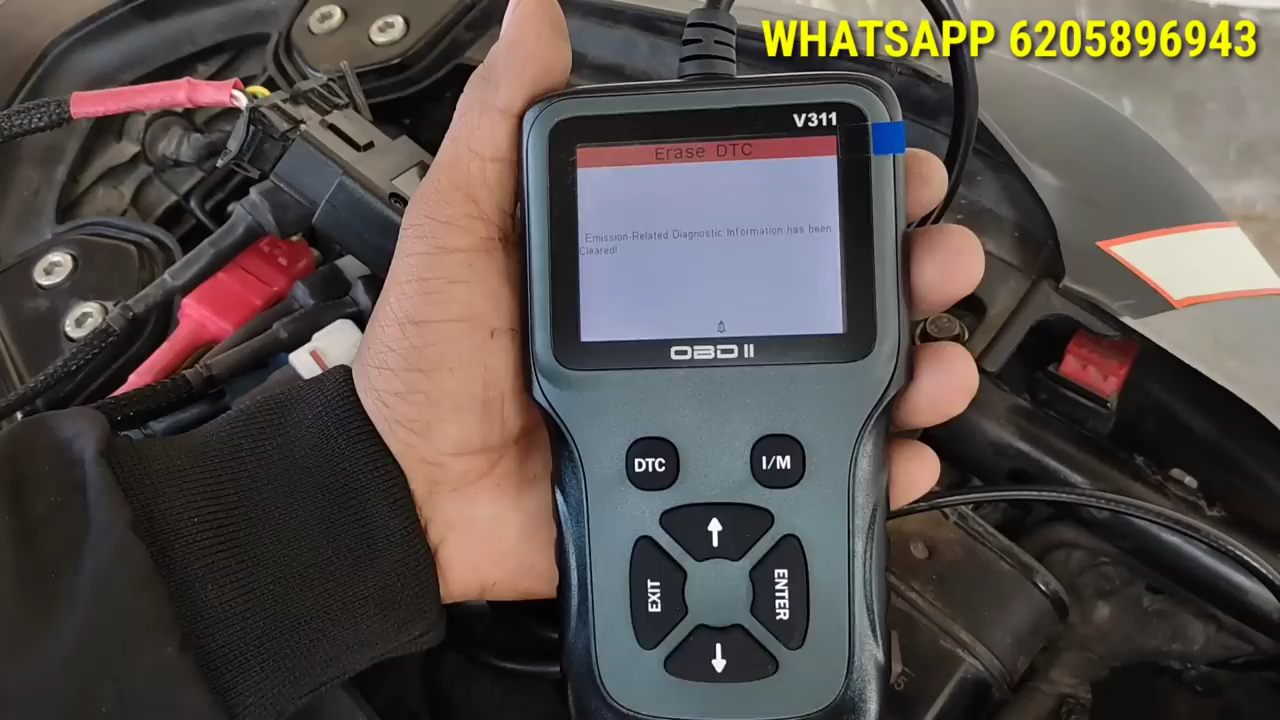 WHATSAPP 6205896943
V311
Erase DTC
Emission-Related Diagnostic Information has been
Cleared!
OBD II
DTC
I/M
EXIT
ENTER